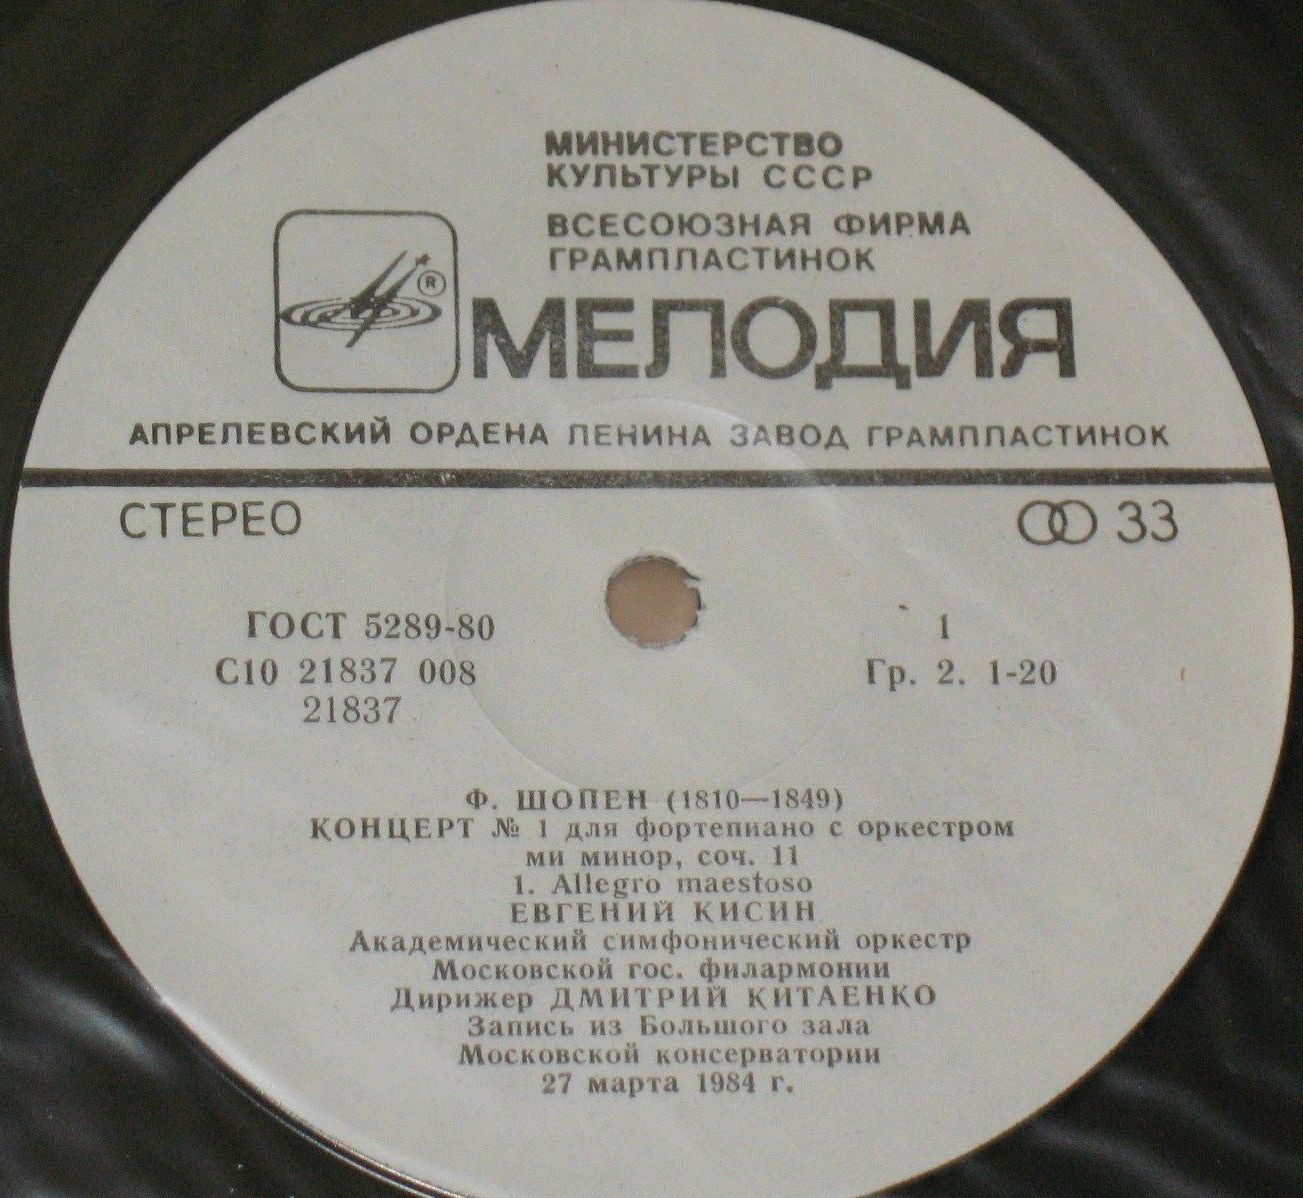 МИНИСТЕРСТВО
КУЛЬТУРЫ СССР
ВСЕСОЮЗНАЯ ФИРМА
ГРАМПЛАСТИНОК
®
МЕЛОДИЯ
АПРЕЛЕВСКИЙ ОРДЕНА ЛЕНИНА ЗАВОД ГРАМПЛАСТИНОК
СТЕРЕО 33
ГОСТ 5289-80 1
С10 21837 008 Гр. 2. 1-20
21837
Ф. ШОПЕН (1810—1849)
КОНЦЕРТ № 1 для фортепиано с оркестром
ми минор, соч. 11
1. Allegro maestoso
ЕВГЕНИЙ КИСИН
Академический симфонический оркестр
Московской гос. филармонии
Дирижер ДМИТРИЙ КИТАЕНКО
Запись из Большого зала
Московской консерватории
27 марта 1984 г.